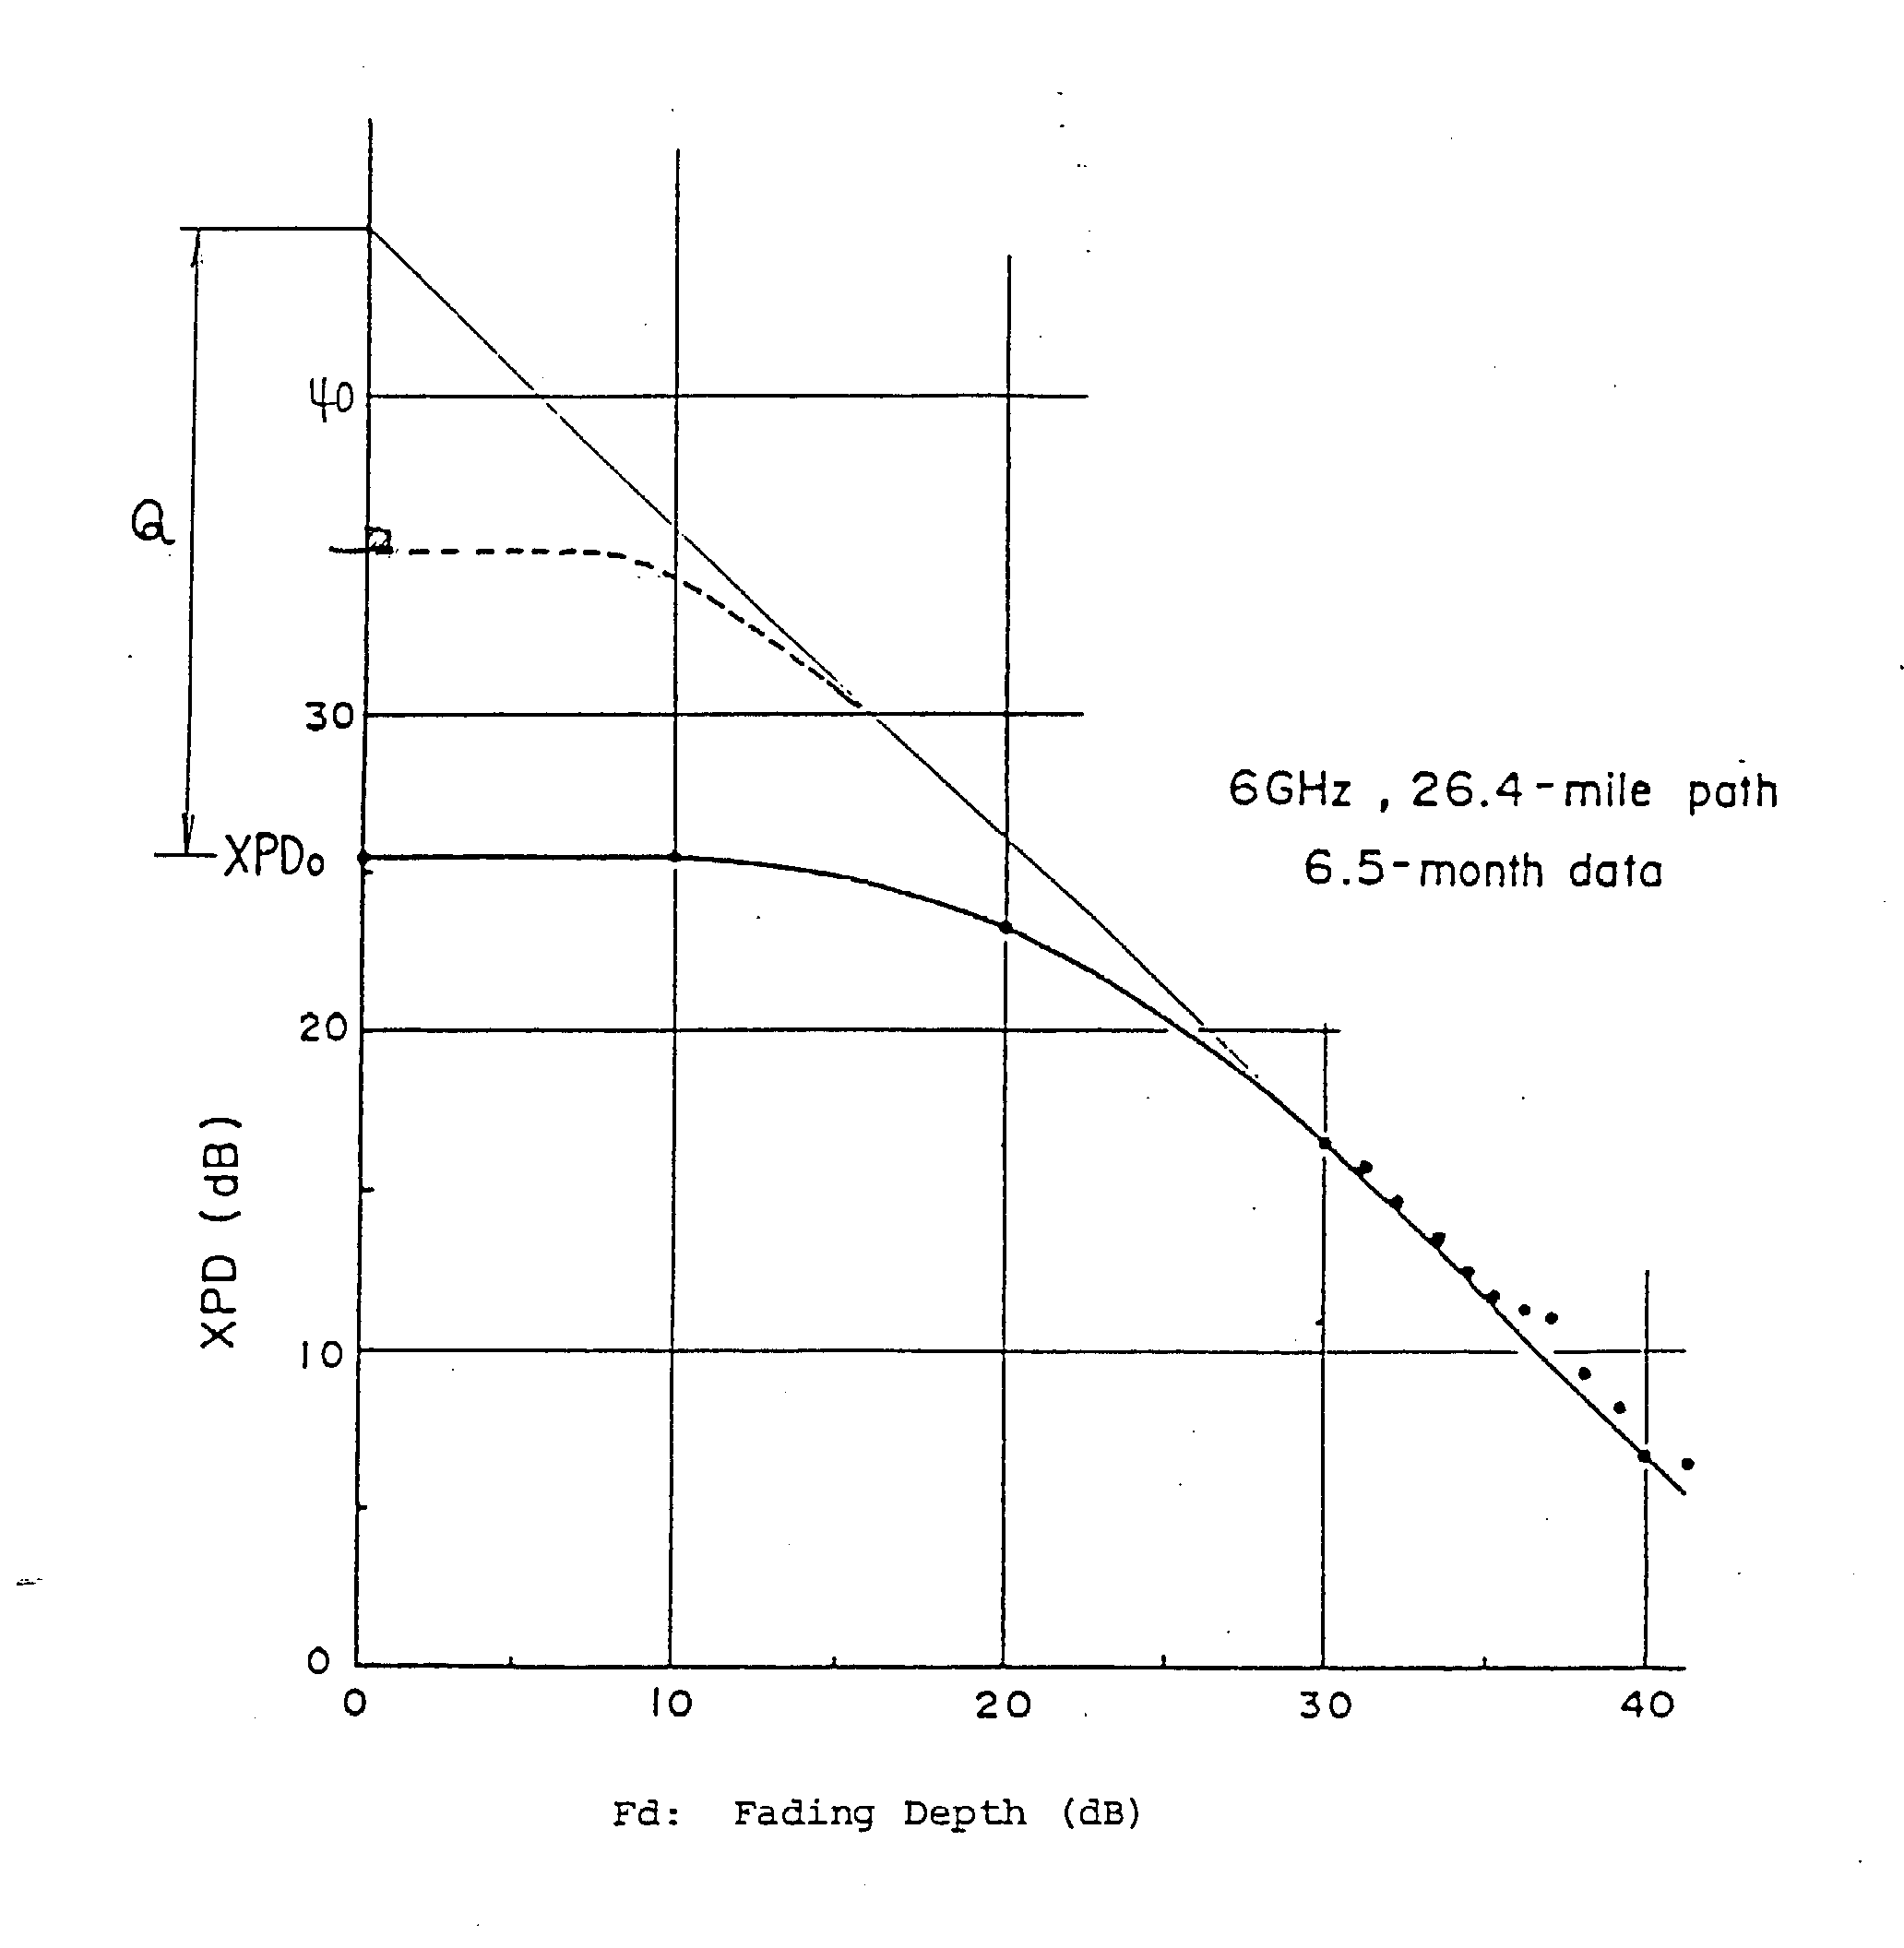 40
Q
30
6GHz , 26.4-mile path
XPDo
6.5-month data
20
XPD (dB)
10
0
0 10 20 30 40
Fd: Fading Depth (dB)